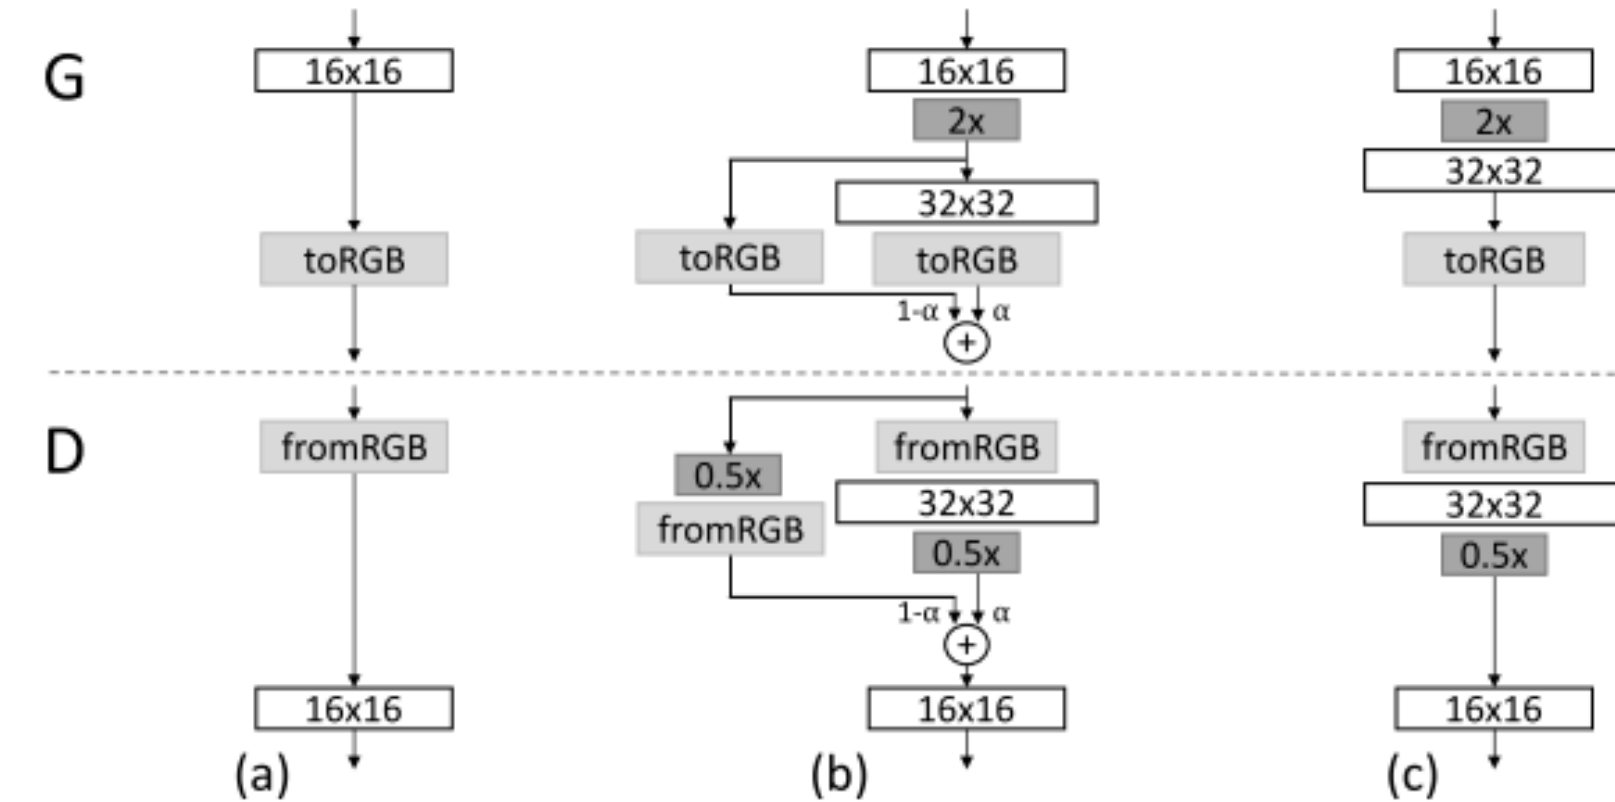 G
16x16
toRGB
16x16
2x
32x32
toRGB
toRGB
1-α
α
+
16x16
2x
32x32
toRGB
D
fromRGB
16x16
(a)
0.5x
fromRGB
fromRGB
32x32
0.5x
1-α
α
+
16x16
(b)
fromRGB
32x32
0.5x
16x16
(c)